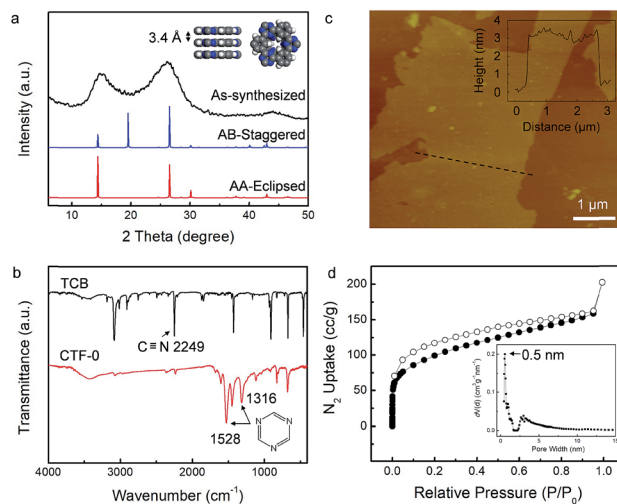 a
3.4 Å
As-synthesized
AB-Staggered
AA-Eclipsed
Intensity (a.u.)
10 20 30 40 50
2 Theta (degree)
b
TCB
C≡N 2249
CTF-0
1316
1528
N
N
N
Transmittance (a.u.)
4000 3000 2000 1000
Wavenumber (cm-1)
c
4
3
2
1
0
Height (nm)
0 1 2 3
Distance (µm)
1 µm
d
N2 Uptake (cc/g)
200
150
100
50
0
0.0 0.2 0.4 0.6 0.8 1.0
Relative Pressure (P/P0)
0.5 nm
0.2
0.1
0.0
0 5 10 15
Pore Width (nm)